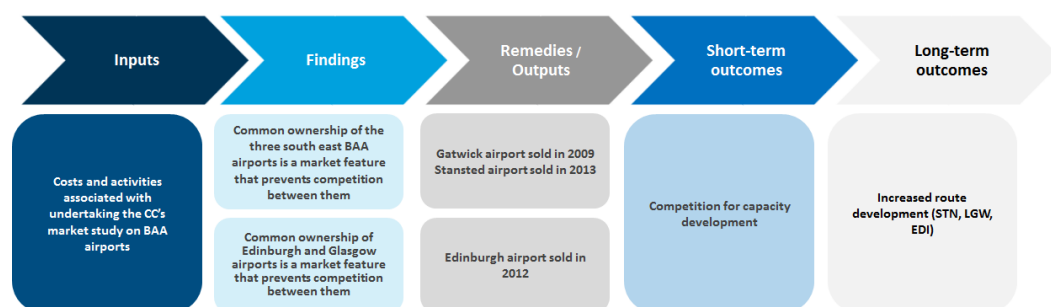 Inputs
Findings
Remedies /
Outputs
Short-term
outcomes
Long-term
outcomes
Costs and activities
associated with
undertaking the CC's
market study on BAA
airports
Common ownership of the
three south east BAA
airports is a market feature
that prevents competition
between them
Common ownership of
Edinburgh and Glasgow
airports is a market feature
that prevents competition
between them
Gatwick airport sold in 2009
Stansted airport sold in 2013
Edinburgh airport sold in
2012
Competition for capacity
development
Increased route
development (STN, LGW,
EDI)